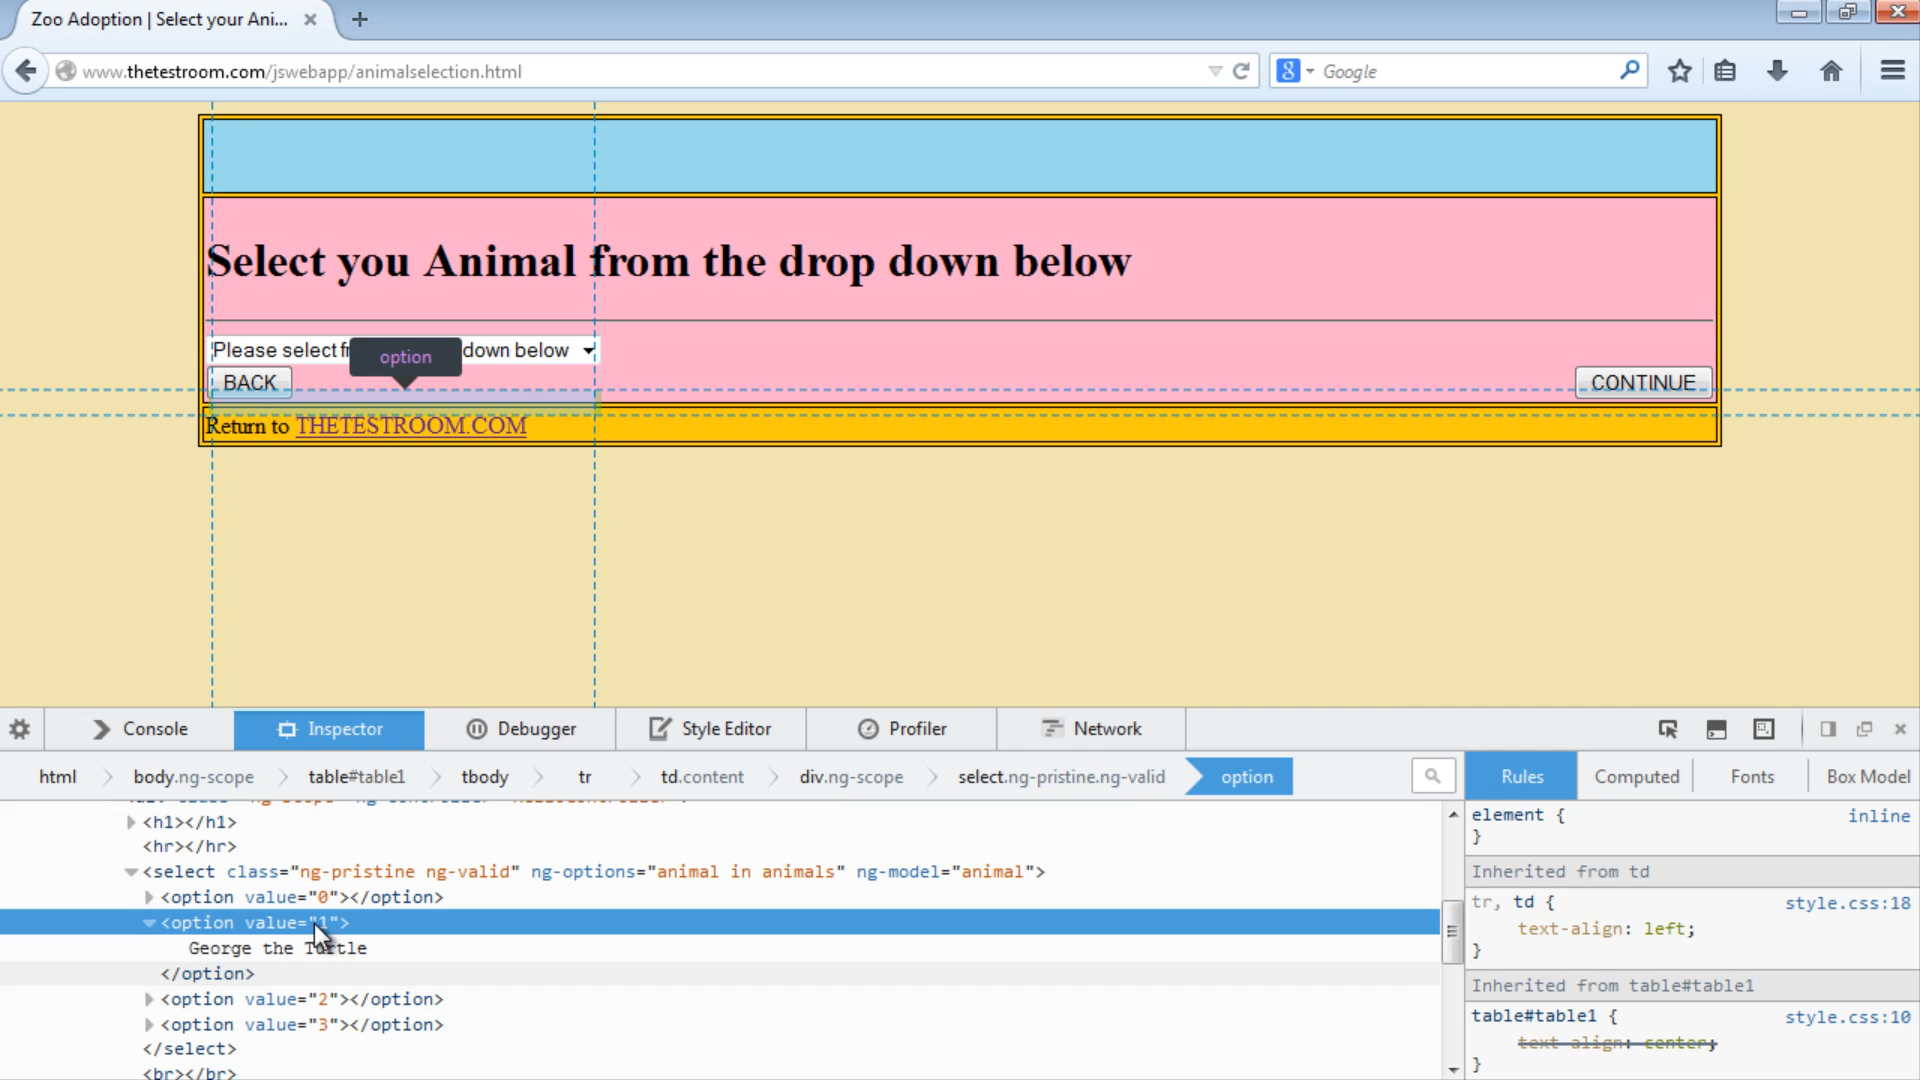 Zoo Adoption | Select your Ani...
www.thetestroom.com/jswebapp/animalselection.html
Google
Select you Animal from the drop down below
Please select fr
down below
option
BACK
CONTINUE
Return to THETESTROOM.COM
Console
Inspector
Debugger
Style Editor
Profiler
Network
html
body.ng-scope
table#table1
tbody
tr
td.content
div.ng-scope
select.ng-pristine.ng-valid
option
Rules
Computed
Fonts
Box Model
<h1></h1>
<hr></hr>
<select class="ng-pristine ng-valid" ng-options="animal in animals" ng-model="animal">
<option value="0"></option>
<option value="1">
George the Turtle
</option>
<option value="2"></option>
<option value="3"></option>
</select>
<br></br>
element {
inline
}
Inherited from td
tr, td {
style.css:18
text-align: left;
}
Inherited from table#table1
table#table1 {
style.css:10
text-align: center;
}